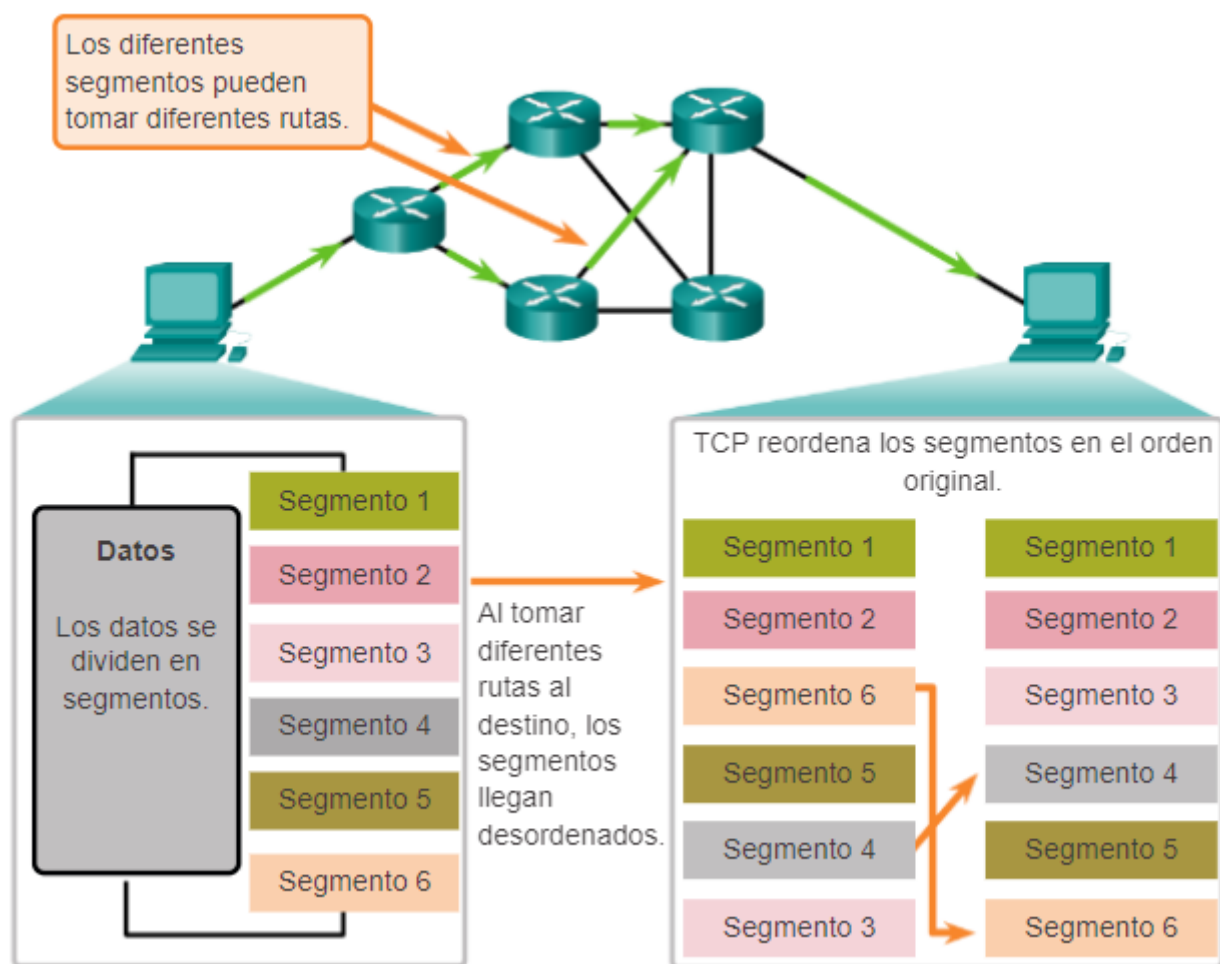 Los diferentes
segmentos pueden
tomar diferentes rutas.
Datos
Los datos se
dividen en
segmentos.
Segmento 1
Segmento 2
Segmento 3
Segmento 4
Segmento 5
Segmento 6
Al tomar
diferentes
rutas al
destino, los
segmentos
llegan
desordenados.
TCP reordena los segmentos en el orden
original.
Segmento 1
Segmento 2
Segmento 6
Segmento 5
Segmento 4
Segmento 3
Segmento 1
Segmento 2
Segmento 3
Segmento 4
Segmento 5
Segmento 6